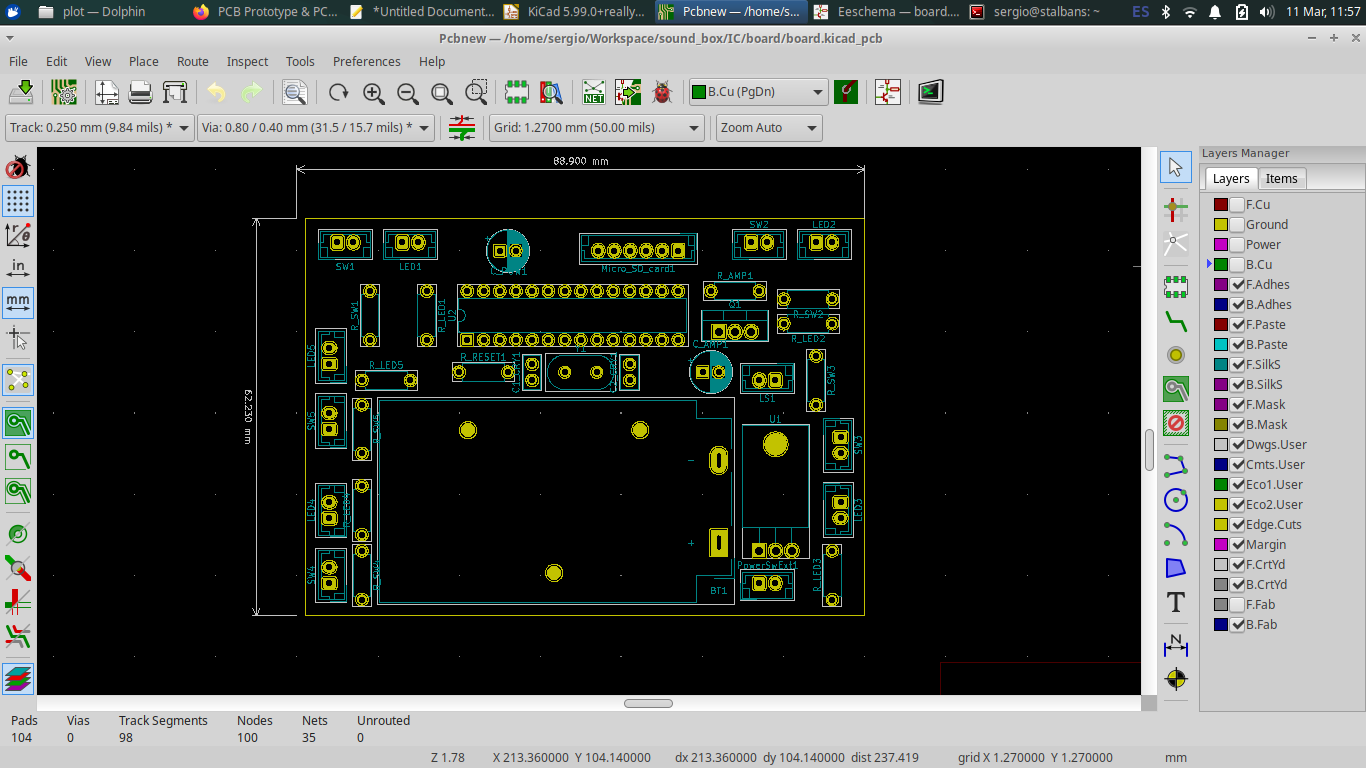 plot — Dolphin
PCB Prototype & PC...
*Untitled Document...
KiCad 5.99.0+really...
Pcbnew — /home/s...
Eeschema — board....
sergio@stalbans: ~
ES
11 Mar, 11:57
Pcbnew — /home/sergio/Workspace/sound_box/IC/board/board.kicad_pcb
File Edit View Place Route Inspect Tools Preferences Help
NET
B.Cu (PgDn)
Track: 0.250 mm (9.84 mils) *
Via: 0.80 / 0.40 mm (31.5 / 15.7 mils) *
Grid: 1.2700 mm (50.00 mils)
Zoom Auto
in
mm
88.900 mm
62.230 mm
SW1
LED1
Micro_SD_card1
SW2
LED2
R_SW1
R_LED1
U2
R_AMP1
Q1
R_SW2
R_LED2
LED5
R_LED5
R_RESET1
Y1
C_AMP1
LS1
R_SW3
SW5
U1
SW3
LED4
LED3
SW4
BT1
PowerSwExt1
R_LED3
Layers Manager
Layers Items
F.Cu
Ground
Power
B.Cu
F.Adhes
B.Adhes
F.Paste
B.Paste
F.SilkS
B.SilkS
F.Mask
B.Mask
Dwgs.User
Cmts.User
Eco1.User
Eco2.User
Edge.Cuts
Margin
F.CrtYd
B.CrtYd
F.Fab
B.Fab
Pads Vias Track Segments Nodes Nets Unrouted
104 0 98 100 35 0
Z 1.78 X 213.360000 Y 104.140000 dx 213.360000 dy 104.140000 dist 237.419 grid X 1.270000 Y 1.270000 mm